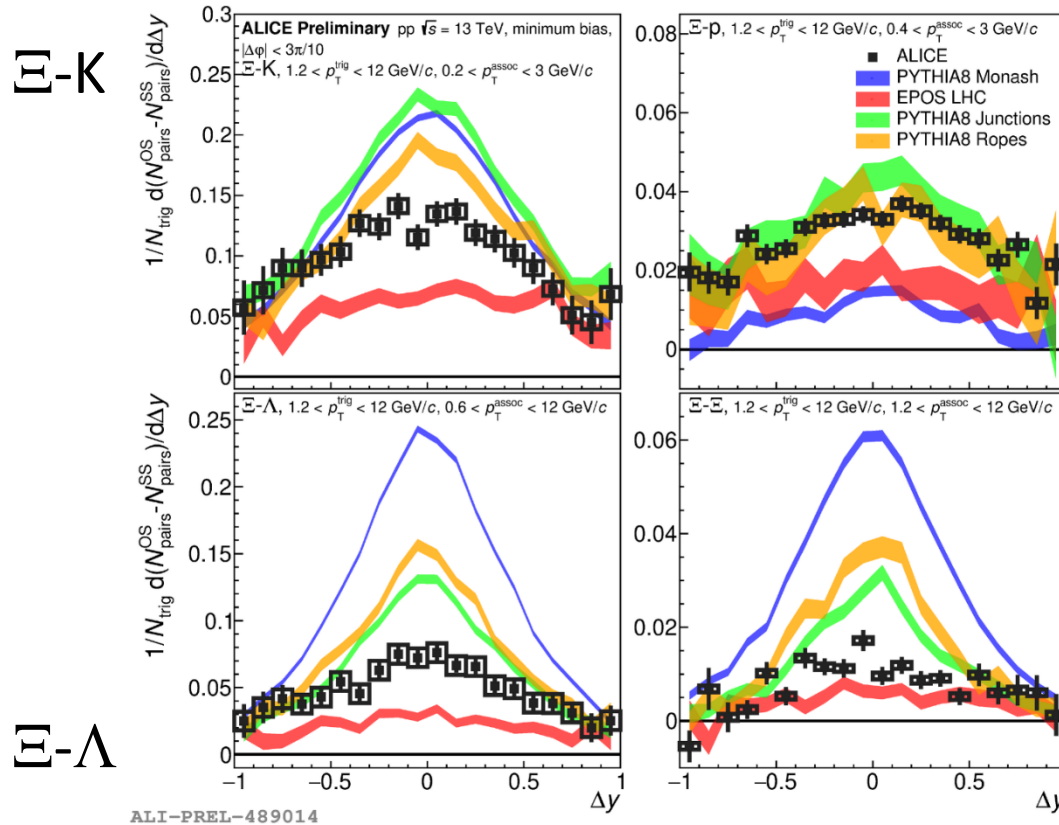 Ξ-K
ALICE Preliminary pp √s = 13 TeV, minimum bias,
|Δφ| < 3π/10
Ξ-K, 1.2 < p_T^trig < 12 GeV/c, 0.2 < p_T^assoc < 3 GeV/c
1/N_trig d(N_pairs^OS-N_pairs^SS)/dΔy
0.3
0.25
0.2
0.15
0.1
0.05
0
Ξ-p, 1.2 < p_T^trig < 12 GeV/c, 0.4 < p_T^assoc < 3 GeV/c
ALICE
PYTHIA8 Monash
EPOS LHC
PYTHIA8 Junctions
PYTHIA8 Ropes
0.08
0.06
0.04
0.02
0
Ξ-Λ
Ξ-Λ, 1.2 < p_T^trig < 12 GeV/c, 0.6 < p_T^assoc < 12 GeV/c
1/N_trig d(N_pairs^OS-N_pairs^SS)/dΔy
0.25
0.2
0.15
0.1
0.05
0
−1 −0.5 0 0.5 1
Δy
Ξ-Ξ, 1.2 < p_T^trig < 12 GeV/c, 1.2 < p_T^assoc < 12 GeV/c
0.06
0.04
0.02
0
−1 −0.5 0 0.5
Δy
ALI-PREL-489014